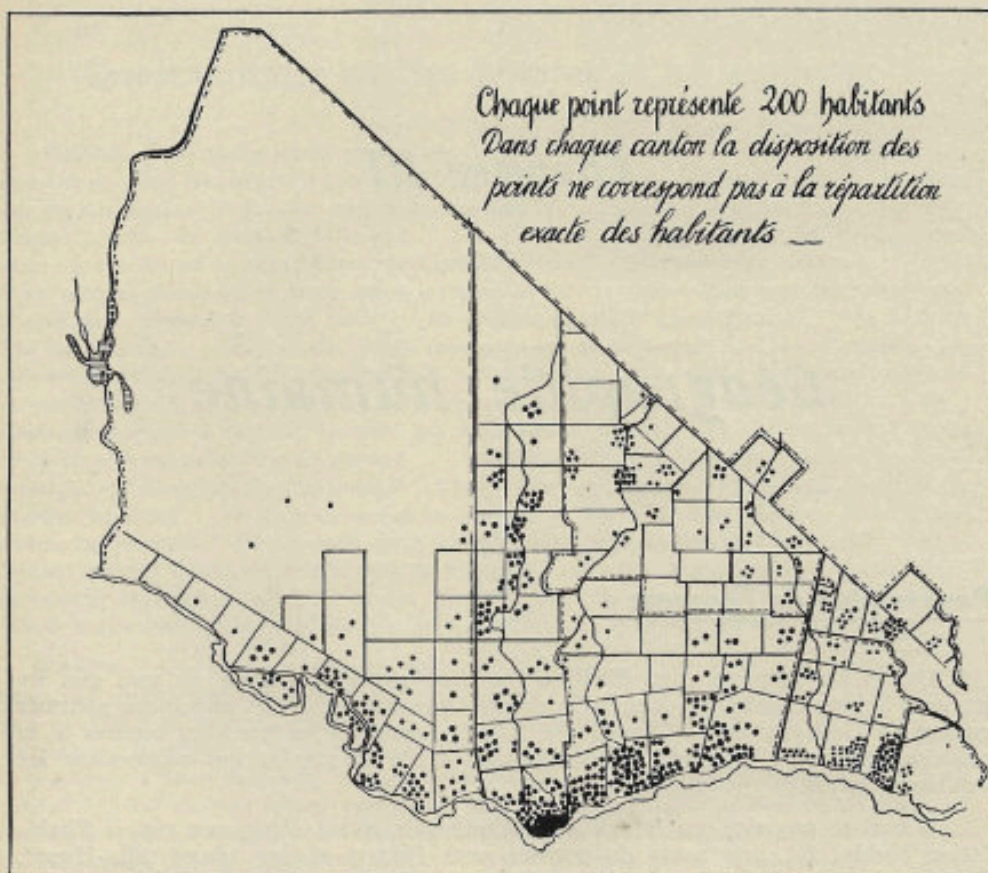 Chaque point représente 200 habitants
Dans chaque canton la disposition des
points ne correspond pas à la répartition
exacte des habitants